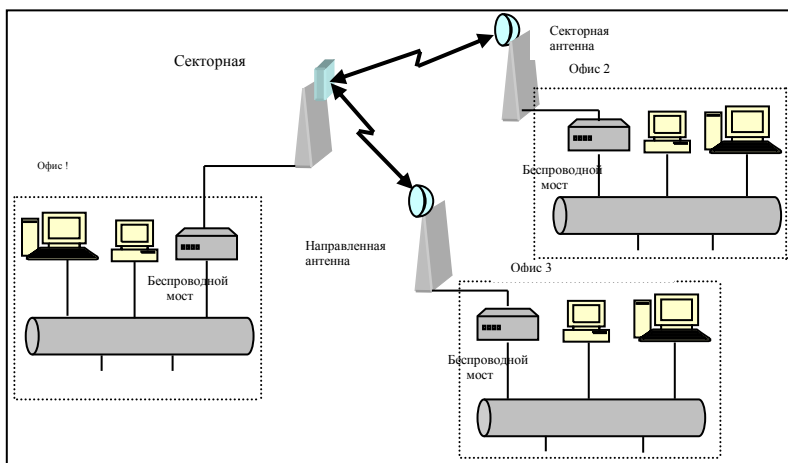 Секторная
антенна
Секторная
Офис 2
Беспроводной
мост
Офис !
Направленная
антенна
Беспроводной
мост
Офис 3
Беспроводной
мост